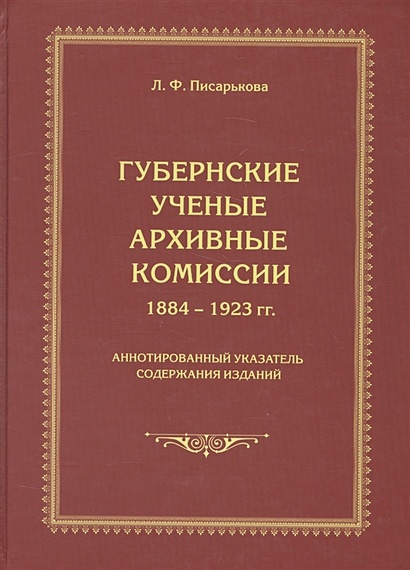 Л. Ф. Писарькова
ГУБЕРНСКИЕ
УЧЕНЫЕ
АРХИВНЫЕ
КОМИССИИ
1884 – 1923 гг.
АННОТИРОВАННЫЙ УКАЗАТЕЛЬ
СОДЕРЖАНИЯ ИЗДАНИЙ